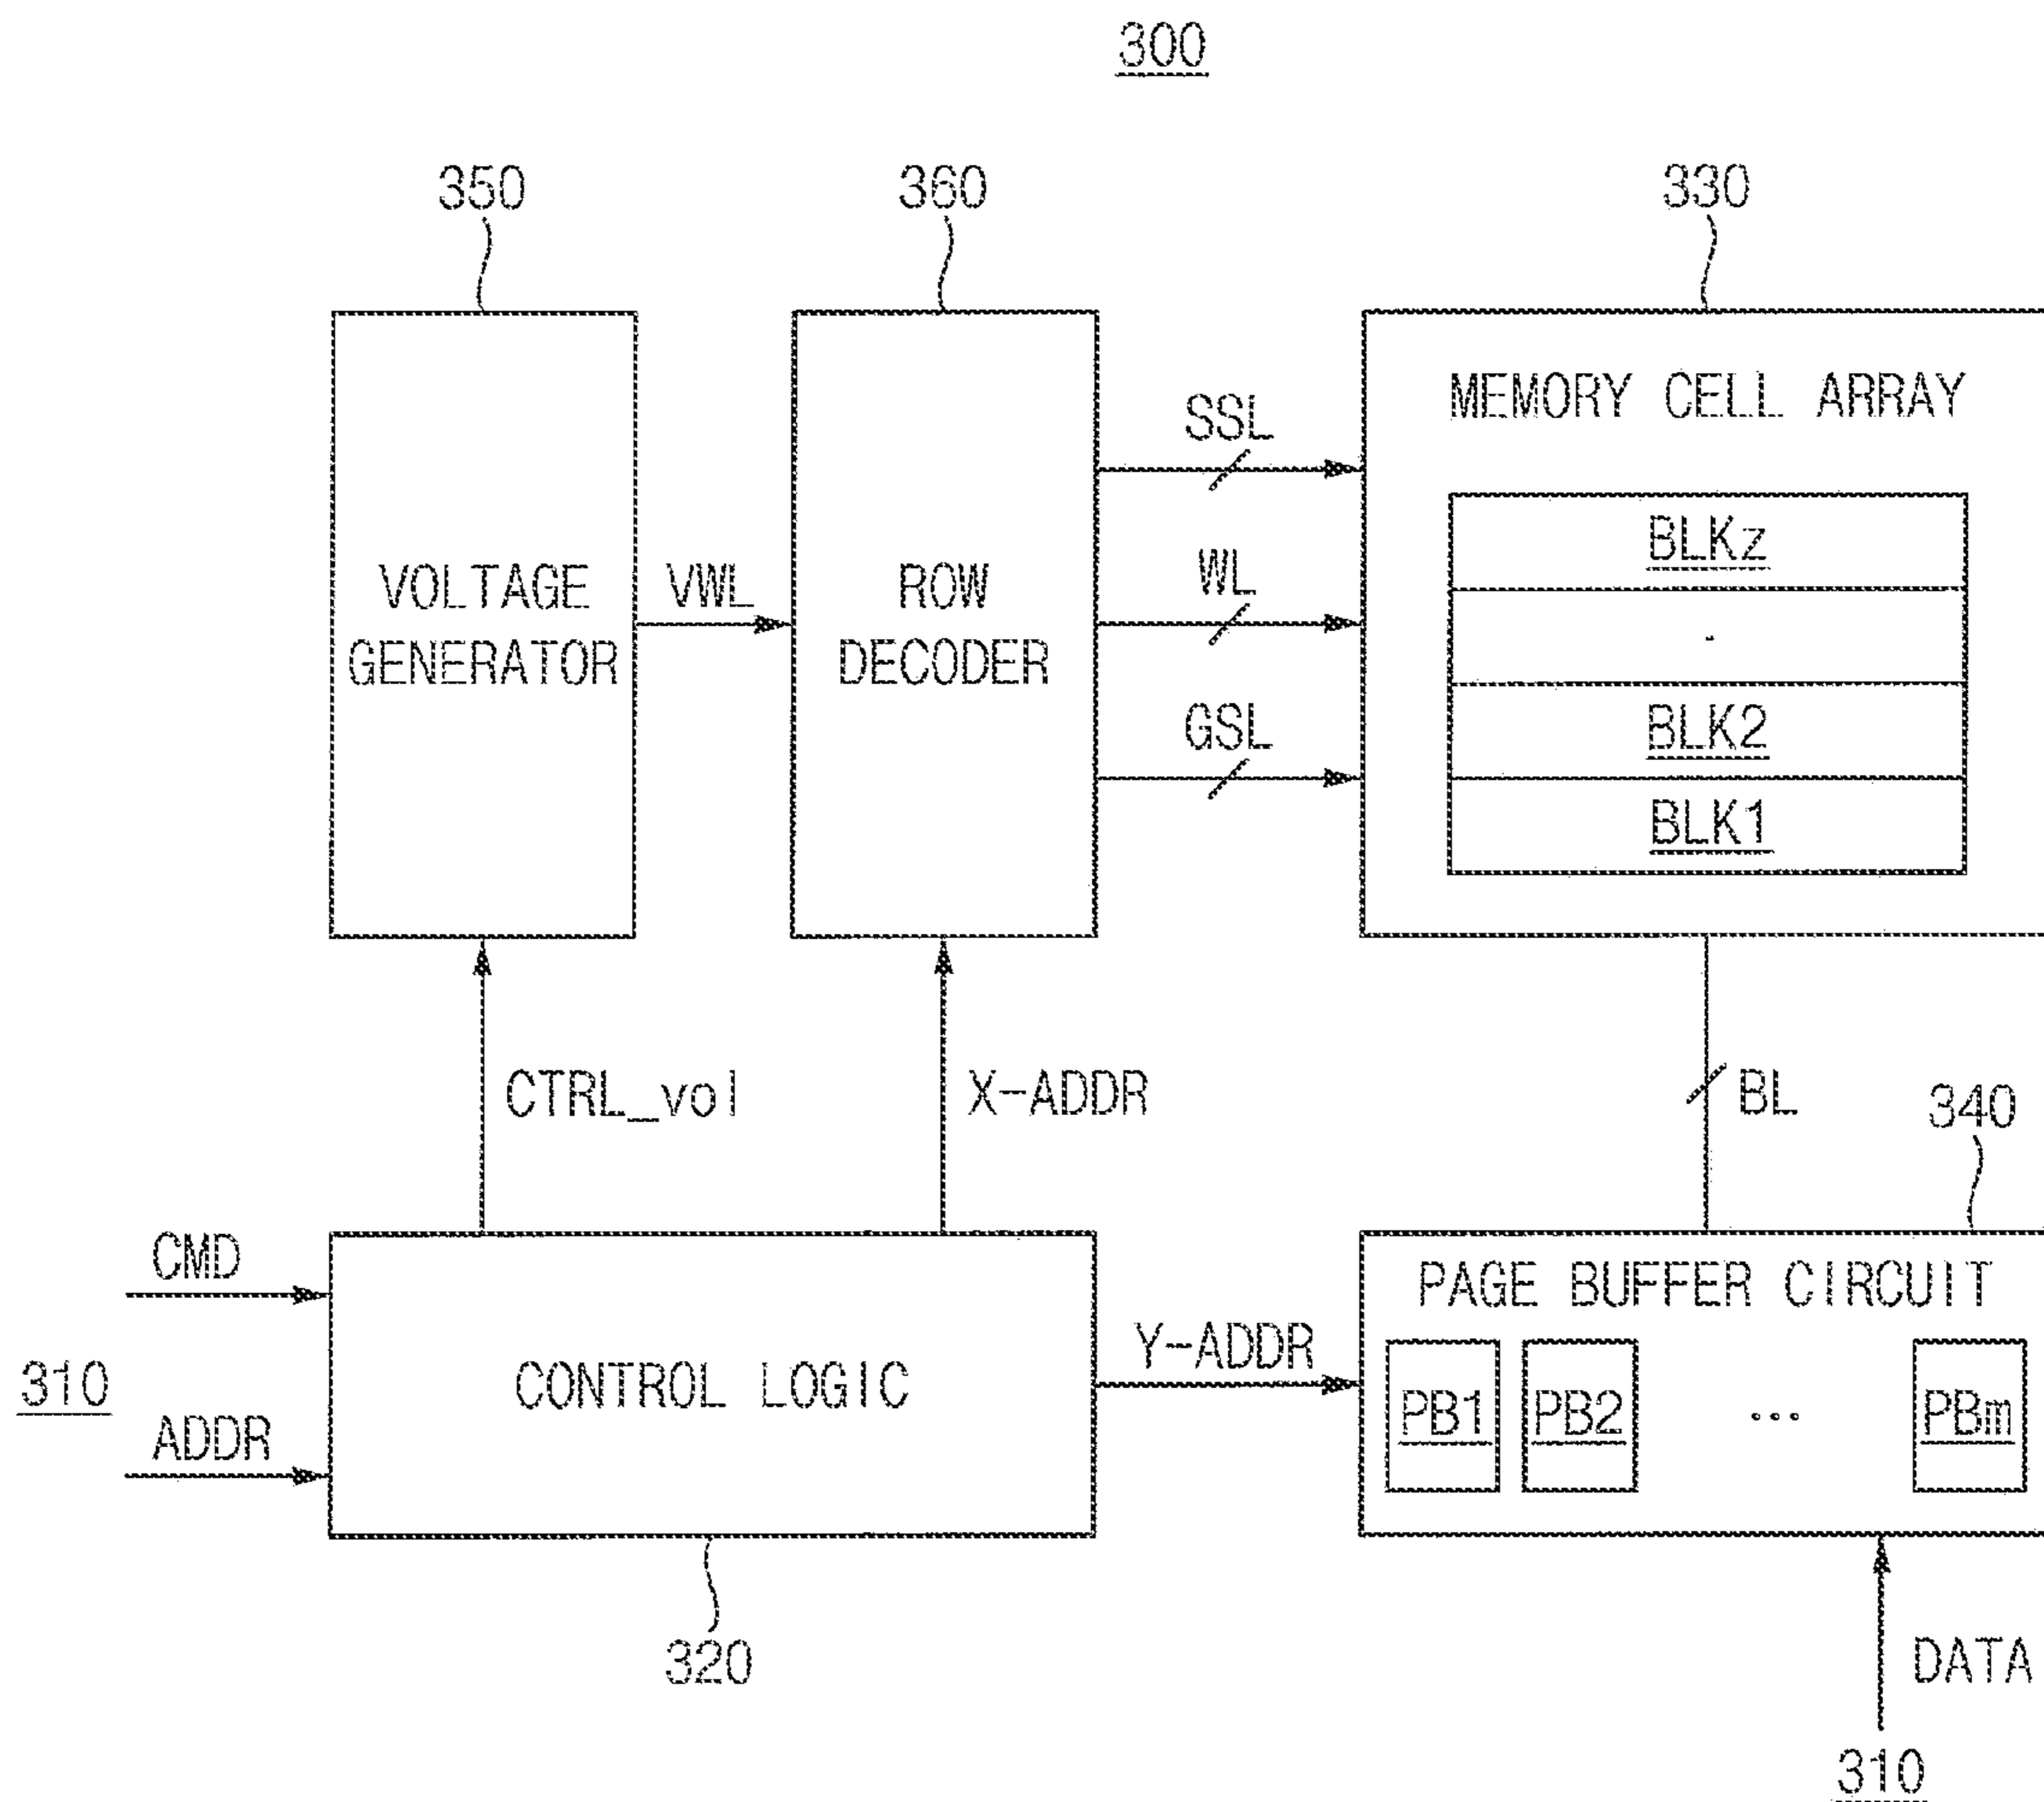 300
350
360
330
VOLTAGE
GENERATOR
VWL
ROW
DECODER
SSL
WL
GSL
MEMORY CELL ARRAY
BLKz
BLK2
BLK1
CTRL_vol
X-ADDR
BL
340
CMD
310
ADDR
CONTROL LOGIC
320
Y-ADDR
PAGE BUFFER CIRCUIT
PB1 PB2 ... PBm
DATA
310